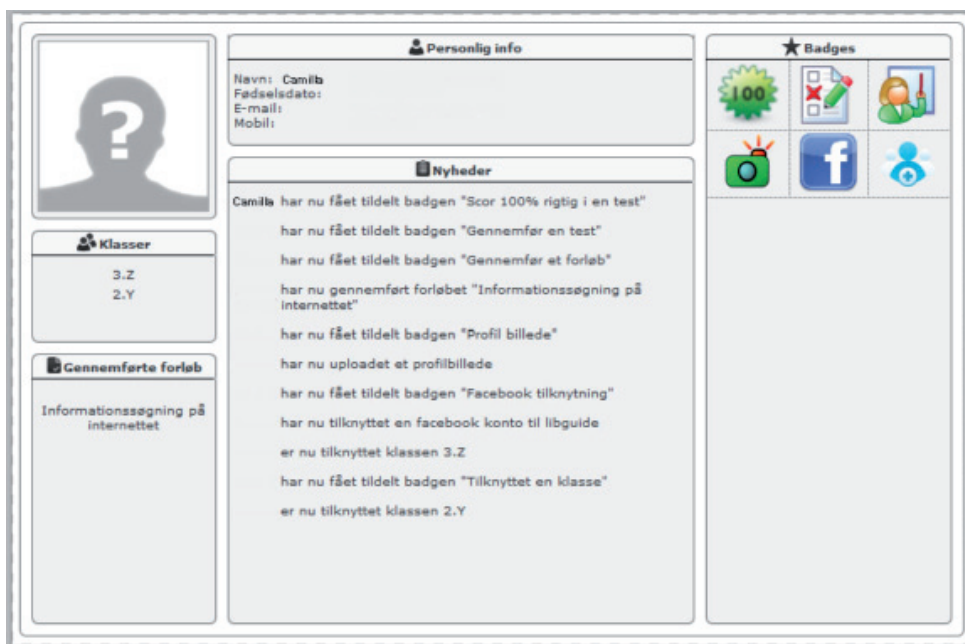 ?
Klasser
3.Z
2.Y
Gennemførte forløb
Informationssøgning på
internettet
Personlig info
Navn: Camilla
Fødselsdato:
E-mail:
Mobil:
Nyheder
Camilla har nu fået tildelt badgen "Scor 100% rigtig i en test"
har nu fået tildelt badgen "Gennemfør en test"
har nu fået tildelt badgen "Gennemfør et forløb"
har nu gennemført forløbet "Informationssøgning på
internettet"
har nu fået tildelt badgen "Profil billede"
har nu uploadet et profilbillede
har nu fået tildelt badgen "Facebook tilknytning"
har nu tilknyttet en facebook konto til libguide
er nu tilknyttet klassen 3.Z
har nu fået tildelt badgen "Tilknyttet en klasse"
er nu tilknyttet klassen 2.Y
Badges
100
f